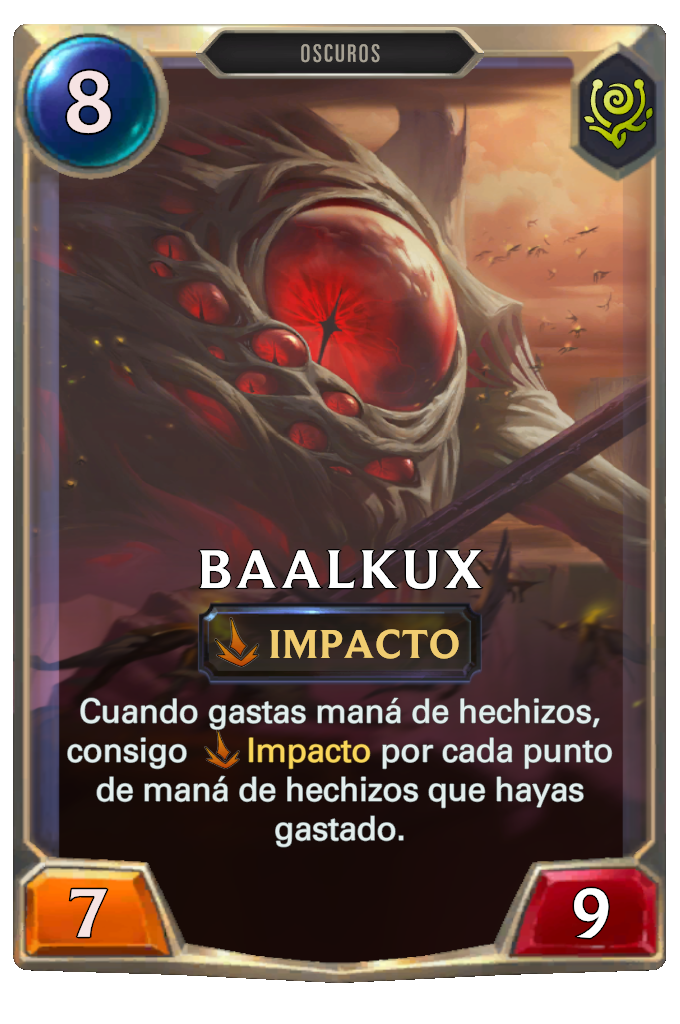 OSCUROS
8
BAALKUX
IMPACTO
Cuando gastas maná de hechizos,
consigo Impacto por cada punto
de maná de hechizos que hayas
gastado.
7
9